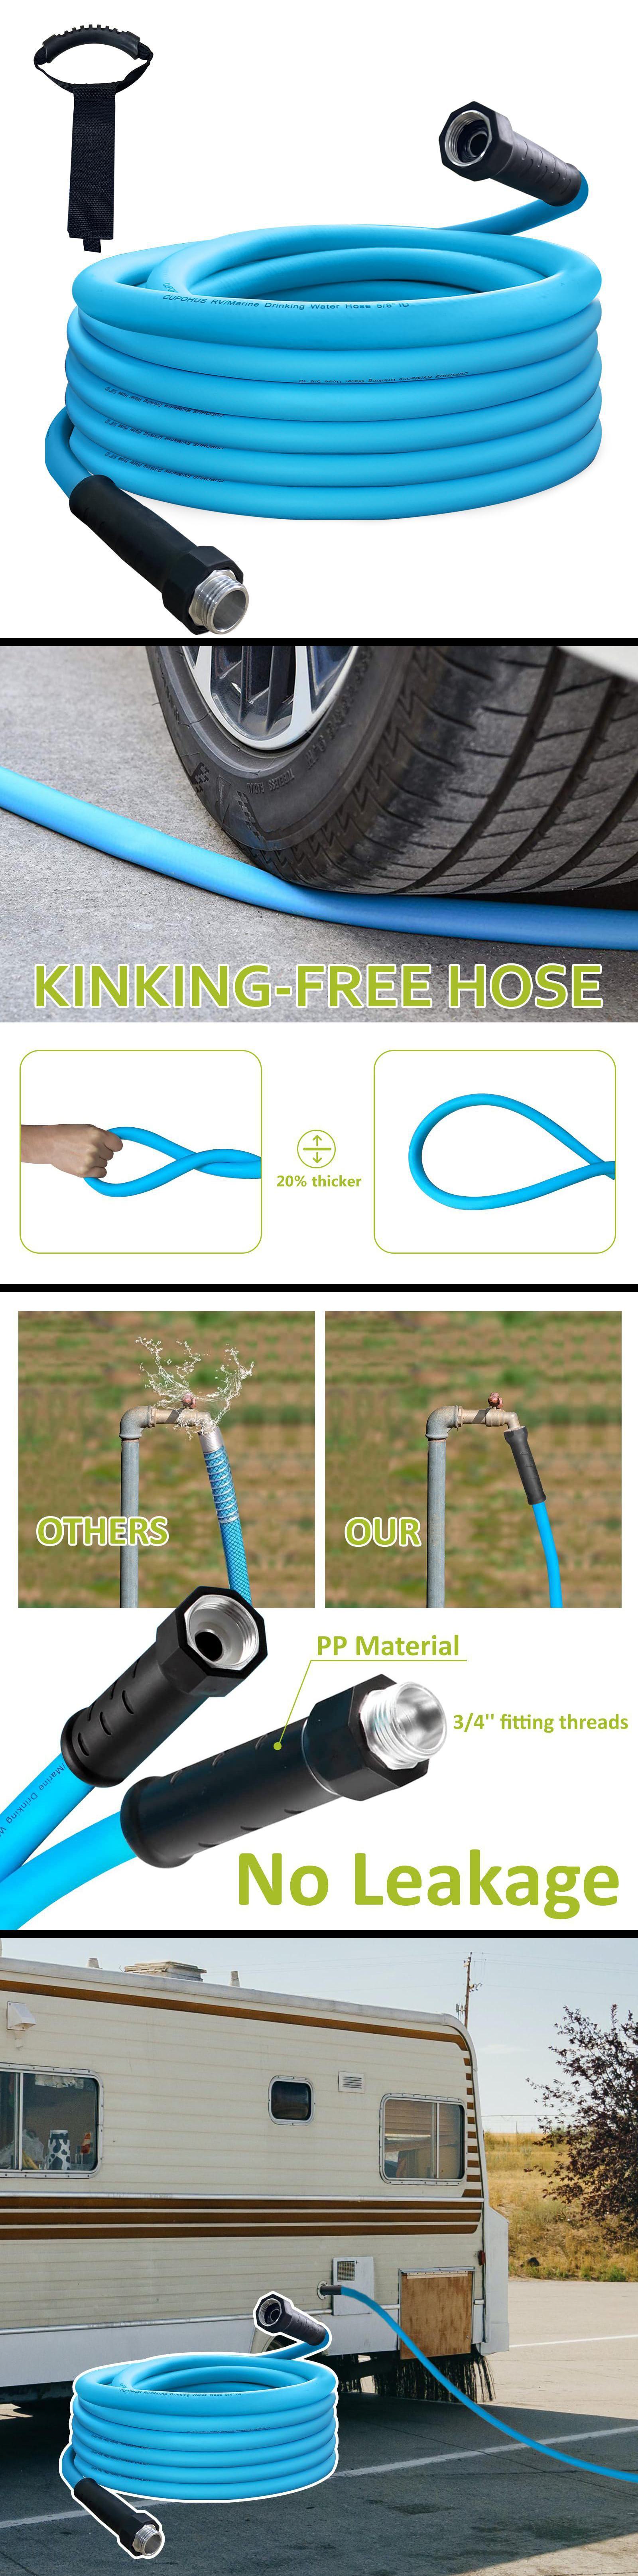 CUPOHUS RV/Marine Drinking Water Hose 5/8" ID
KINKING-FREE HOSE
20% thicker
OTHERS
OUR
PP Material
3/4'' fitting threads
/Marine Drinking W
No Leakage